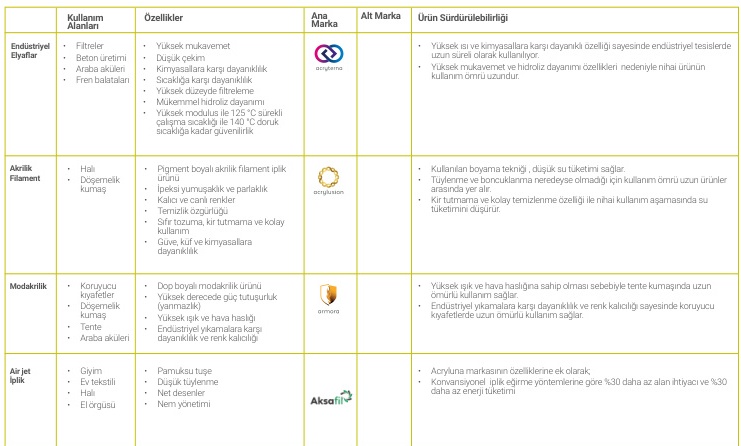 Kullanım
Alanları
Özellikler
Ana
Marka
Alt Marka
Ürün Sürdürülebilirliği
Endüstriyel
Elyaflar
• Filtreler
• Beton üretimi
• Araba aküleri
• Fren balataları
• Yüksek mukavemet
• Düşük çekim
• Kimyasallara karşı dayanıklılık
• Sıcaklığa karşı dayanıklılık
• Yüksek düzeyde filtreleme
• Mükemmel hidroliz dayanımı
• Yüksek modulus ile 125 °C sürekli
çalışma sıcaklığı ile 140 °C doruk
sıcaklığa kadar güvenilirlik
acryterna
• Yüksek ısı ve kimyasallara karşı dayanıklı özelliği sayesinde endüstriyel tesislerde
uzun süreli olarak kullanılıyor.
• Yüksek mukavemet ve hidroliz dayanımı özellikleri nedeniyle nihai ürünün
kullanım ömrü uzundur.
Akrilik
Filament
• Halı
• Döşemelik
kumaş
• Pigment boyalı akrilik filament iplik
ürünü
• İpeksi yumuşaklık ve parlaklık
• Kalıcı ve canlı renkler
• Temizlik özgürlüğü
• Sıfır tozuma, kir tutmama ve kolay
kullanım
• Güve, küf ve kimyasallara
dayanıklılık
acrylusion
• Kullanılan boyama tekniği , düşük su tüketimi sağlar.
• Tüylenme ve boncuklanma neredeyse olmadığı için kullanım ömrü uzun ürünler
arasında yer alır.
• Kir tutmama ve kolay temizlenme özelliği ile nihai kullanım aşamasında su
tüketimini düşürür.
Modakrilik
• Koruyucu
kıyafetler
• Döşemelik
kumaş
• Tente
• Araba aküleri
• Dop boyalı modakrilik ürünü
• Yüksek derecede güç tutuşurluk
(yanmazlık)
• Yüksek ışık ve hava haslığı
• Endüstriyel yıkamalara karşı
dayanıklılık ve renk kalıcılığı
armora
• Yüksek ışık ve hava haslığına sahip olması sebebiyle tente kumaşında uzun
ömürlü kullanım sağlar.
• Endüstriyel yıkamalara karşı dayanıklılık ve renk kalıcılığı sayesinde koruyucu
kıyafetlerde uzun ömürlü kullanım sağlar.
Air jet
İplik
• Giyim
• Ev tekstili
• Halı
• El örgüsü
• Pamuksu tuşe
• Düşük tüylenme
• Net desenler
• Nem yönetimi
Aksafil
• Acryluna markasının özelliklerine ek olarak;
• Konvansiyonel iplik eğirme yöntemlerine göre %30 daha az alan ihtiyacı ve %30
daha az enerji tüketimi